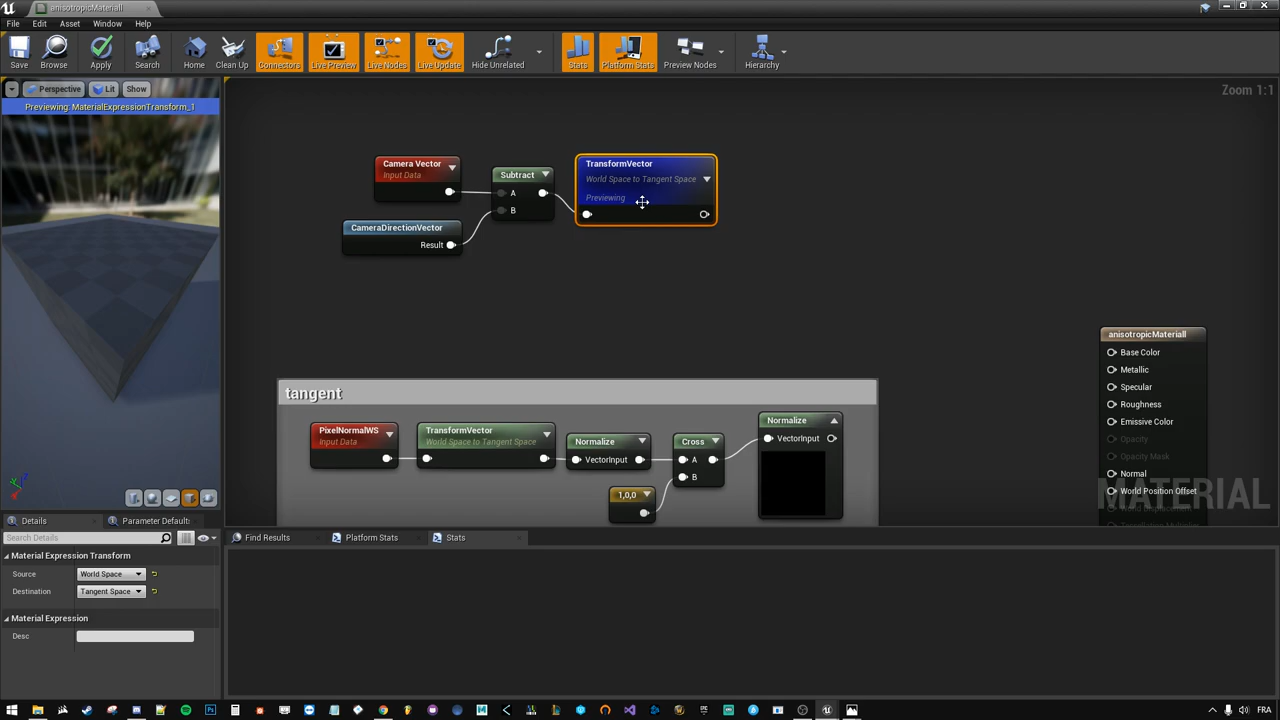 anisotropicMateriall
File Edit Asset Window Help
Save Browse Apply Search Home Clean Up Connectors Live Preview Live Nodes Live Update Hide Unrelated Stats Platform Stats Preview Nodes Hierarchy
Perspective Lit Show
Previewing: MaterialExpressionTransform_1
Zoom 1:1
Camera Vector
Input Data
CameraDirectionVector
Result
Subtract
A
B
TransformVector
World Space to Tangent Space
Previewing
anisotropicMateriall
Base Color
Metallic
Specular
Roughness
Emissive Color
Opacity
Opacity Mask
Normal
World Position Offset
MATERIAL
tangent
PixelNormalWS
Input Data
TransformVector
World Space to Tangent Space
Normalize
VectorInput
1,0,0
Cross
A
B
Normalize
VectorInput
Details Parameter Default
Search Details
Material Expression Transform
Source World Space
Destination Tangent Space
Material Expression
Desc
Find Results Platform Stats Stats
FRA